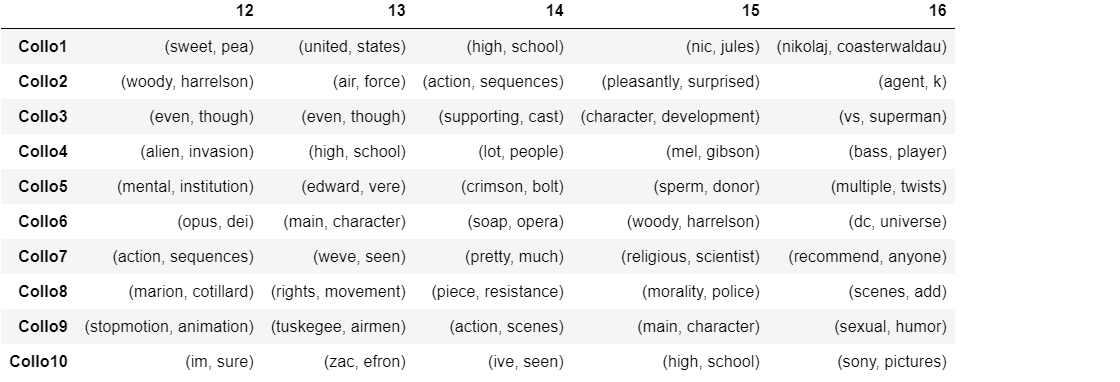 12 13 14 15 16
Collo1 (sweet, pea) (united, states) (high, school) (nic, jules) (nikolaj, coasterwaldau)
Collo2 (woody, harrelson) (air, force) (action, sequences) (pleasantly, surprised) (agent, k)
Collo3 (even, though) (even, though) (supporting, cast) (character, development) (vs, superman)
Collo4 (alien, invasion) (high, school) (lot, people) (mel, gibson) (bass, player)
Collo5 (mental, institution) (edward, vere) (crimson, bolt) (sperm, donor) (multiple, twists)
Collo6 (opus, dei) (main, character) (soap, opera) (woody, harrelson) (dc, universe)
Collo7 (action, sequences) (weve, seen) (pretty, much) (religious, scientist) (recommend, anyone)
Collo8 (marion, cotillard) (rights, movement) (piece, resistance) (morality, police) (scenes, add)
Collo9 (stopmotion, animation) (tuskegee, airmen) (action, scenes) (main, character) (sexual, humor)
Collo10 (im, sure) (zac, efron) (ive, seen) (high, school) (sony, pictures)